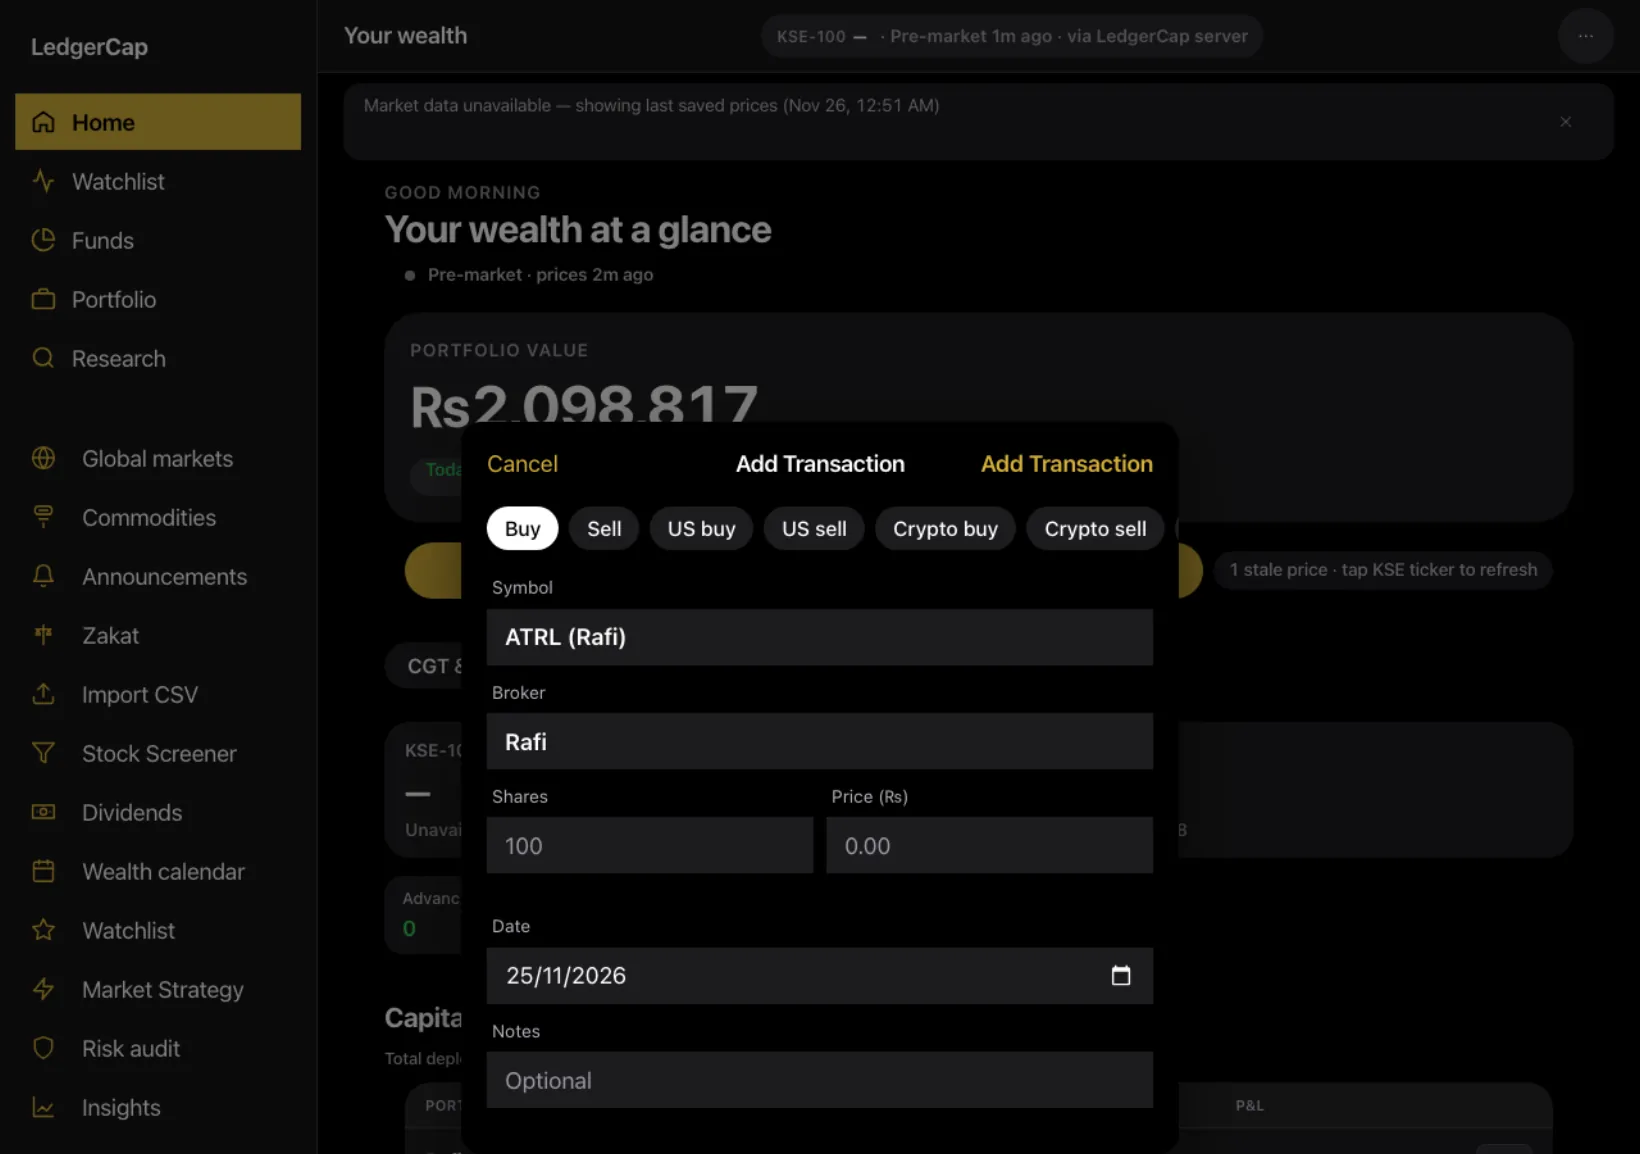 LedgerCap
Home
Watchlist
Funds
Portfolio
Research
Global markets
Commodities
Announcements
Zakat
Import CSV
Stock Screener
Dividends
Wealth calendar
Watchlist
Market Strategy
Risk audit
Insights
Your wealth
KSE-100 — · Pre-market 1m ago · via LedgerCap server
...
Market data unavailable — showing last saved prices (Nov 26, 12:51 AM)
GOOD MORNING
Your wealth at a glance
Pre-market · prices 2m ago
PORTFOLIO VALUE
Rs2,098,817
1 stale price · tap KSE ticker to refresh
Cancel
Add Transaction
Add Transaction
Buy
Sell
US buy
US sell
Crypto buy
Crypto sell
Symbol
ATRL (Rafi)
Broker
Rafi
Shares
Price (Rs)
100
0.00
Date
25/11/2026
Notes
Optional
CGT &
—
0
Total
P&L